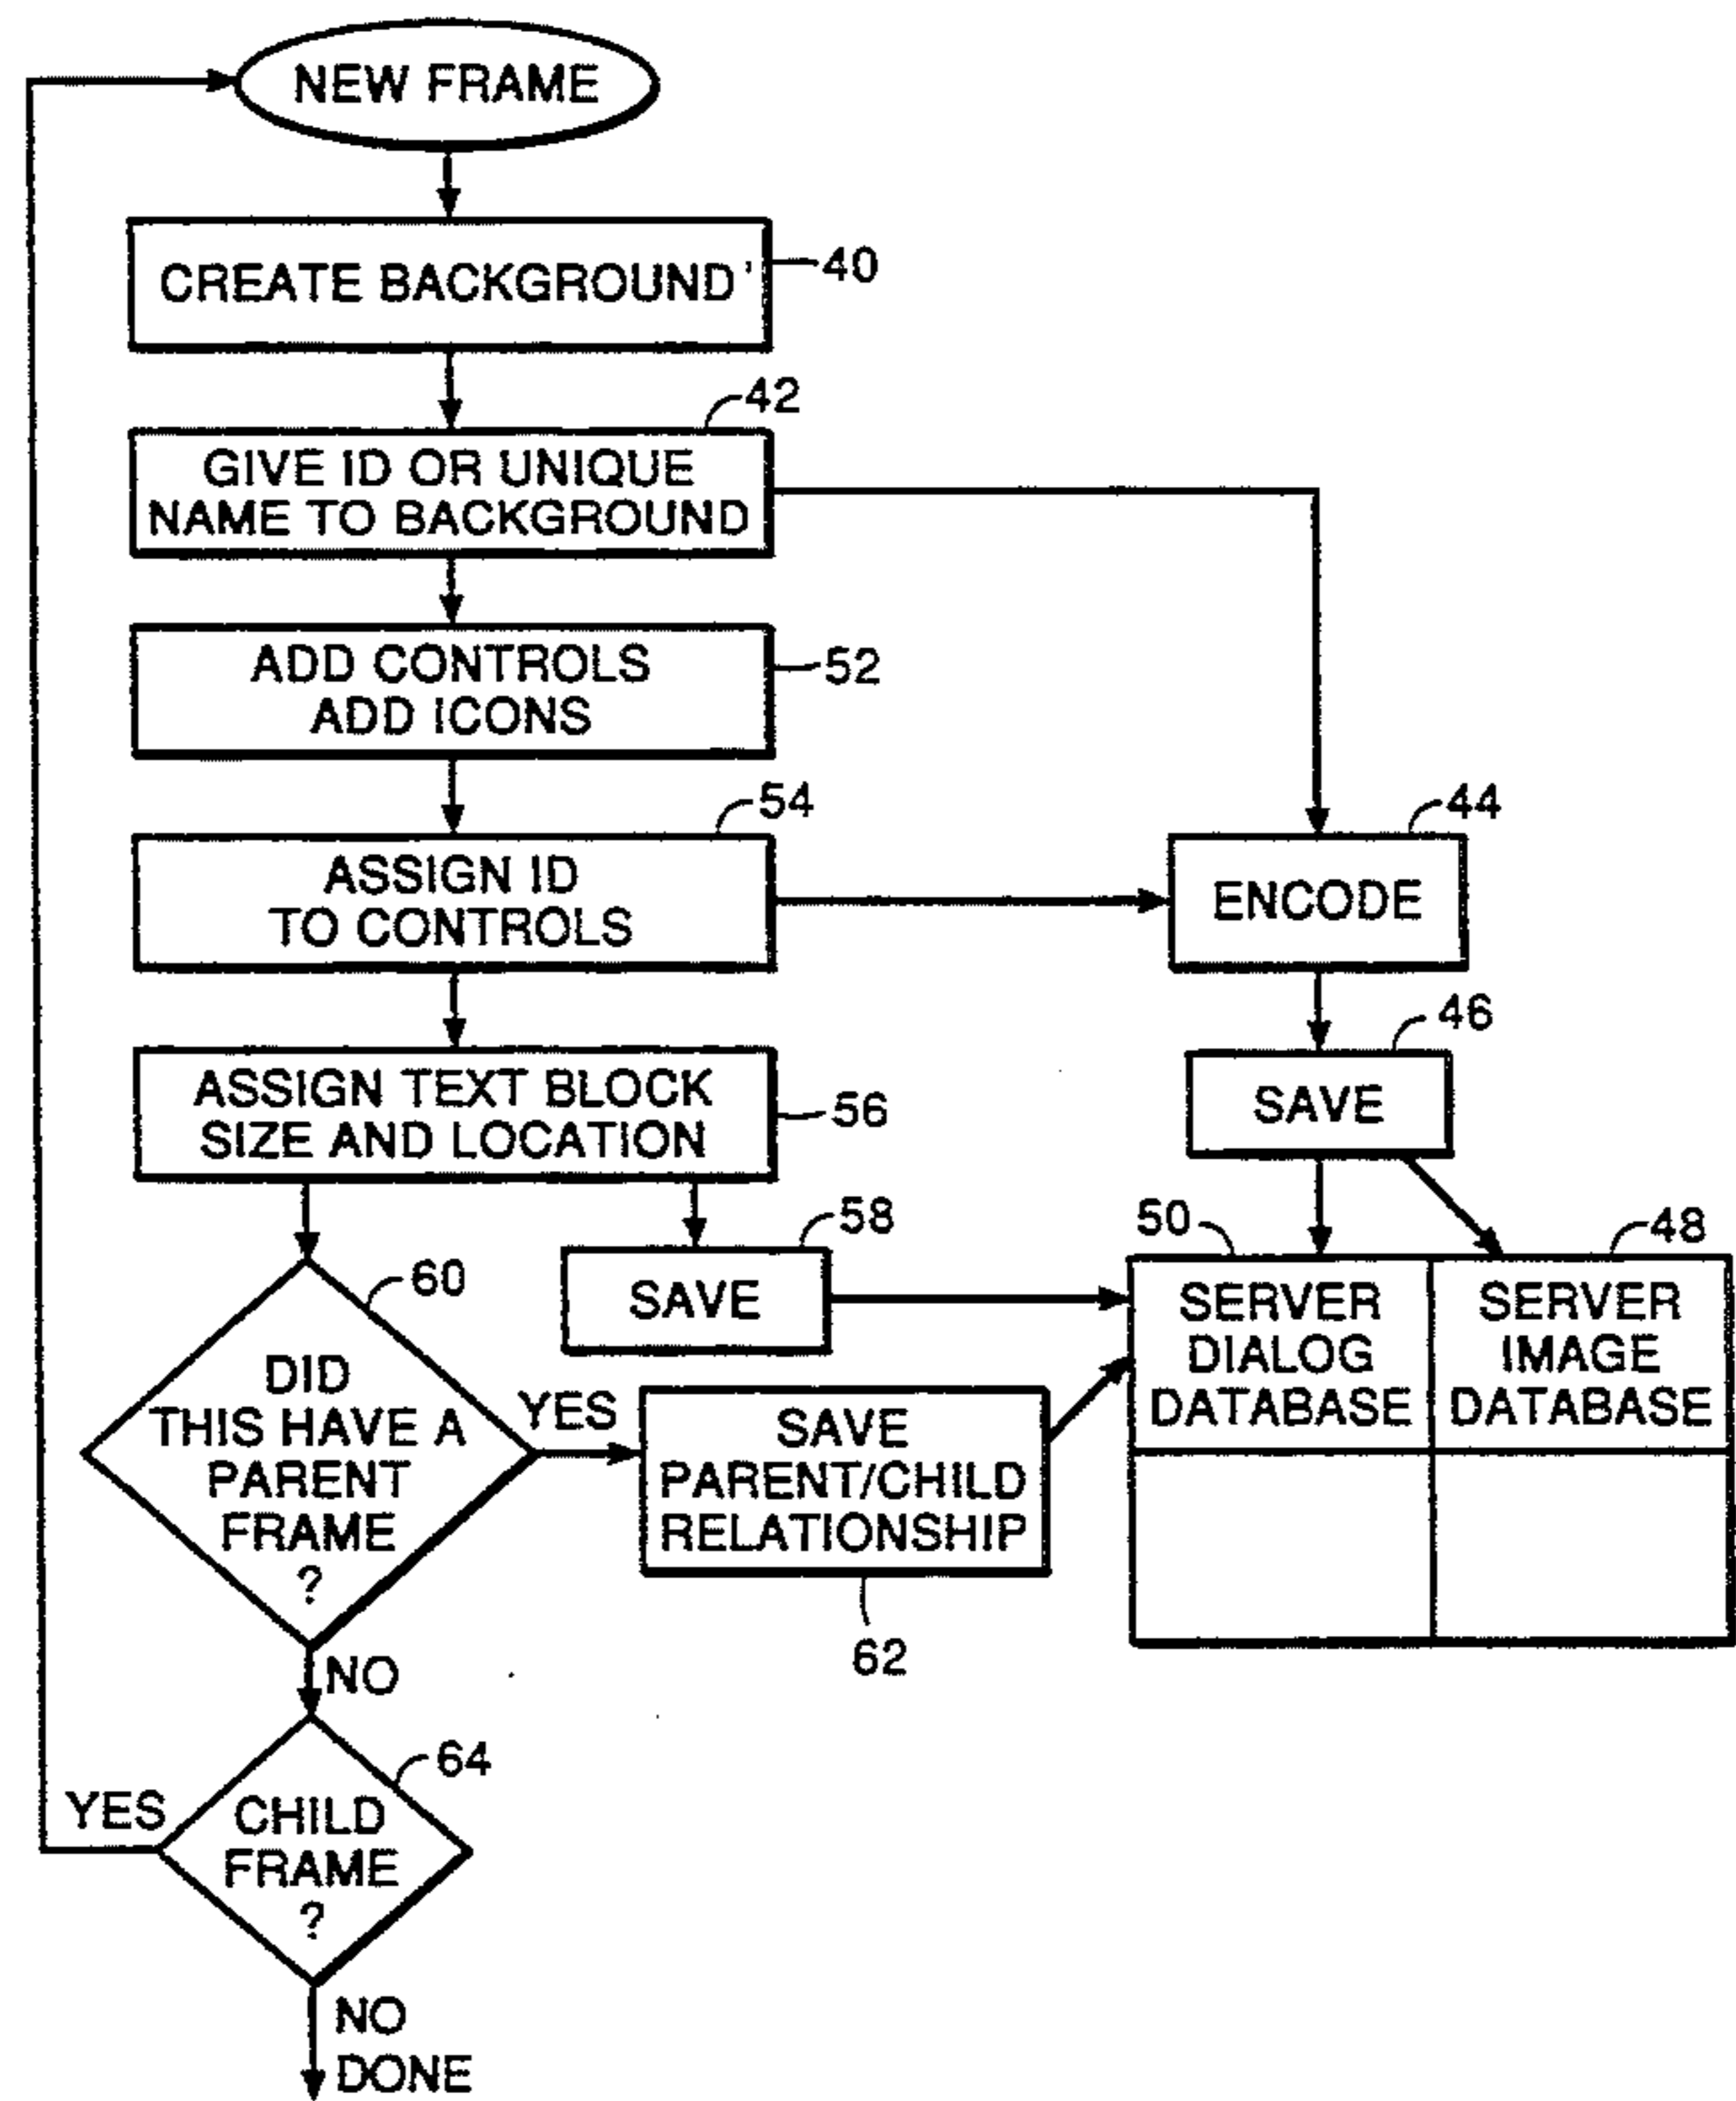 NEW FRAME
CREATE BACKGROUND'
40
42
GIVE ID OR UNIQUE
NAME TO BACKGROUND
ADD CONTROLS
ADD ICONS
52
54
ASSIGN ID
TO CONTROLS
44
ENCODE
46
SAVE
ASSIGN TEXT BLOCK
SIZE AND LOCATION
56
58
SAVE
50
SERVER
DIALOG
DATABASE
48
SERVER
IMAGE
DATABASE
60
DID
THIS HAVE A
PARENT
FRAME
?
YES
SAVE
PARENT/CHILD
RELATIONSHIP
62
NO
64
YES
CHILD
FRAME
?
NO
DONE